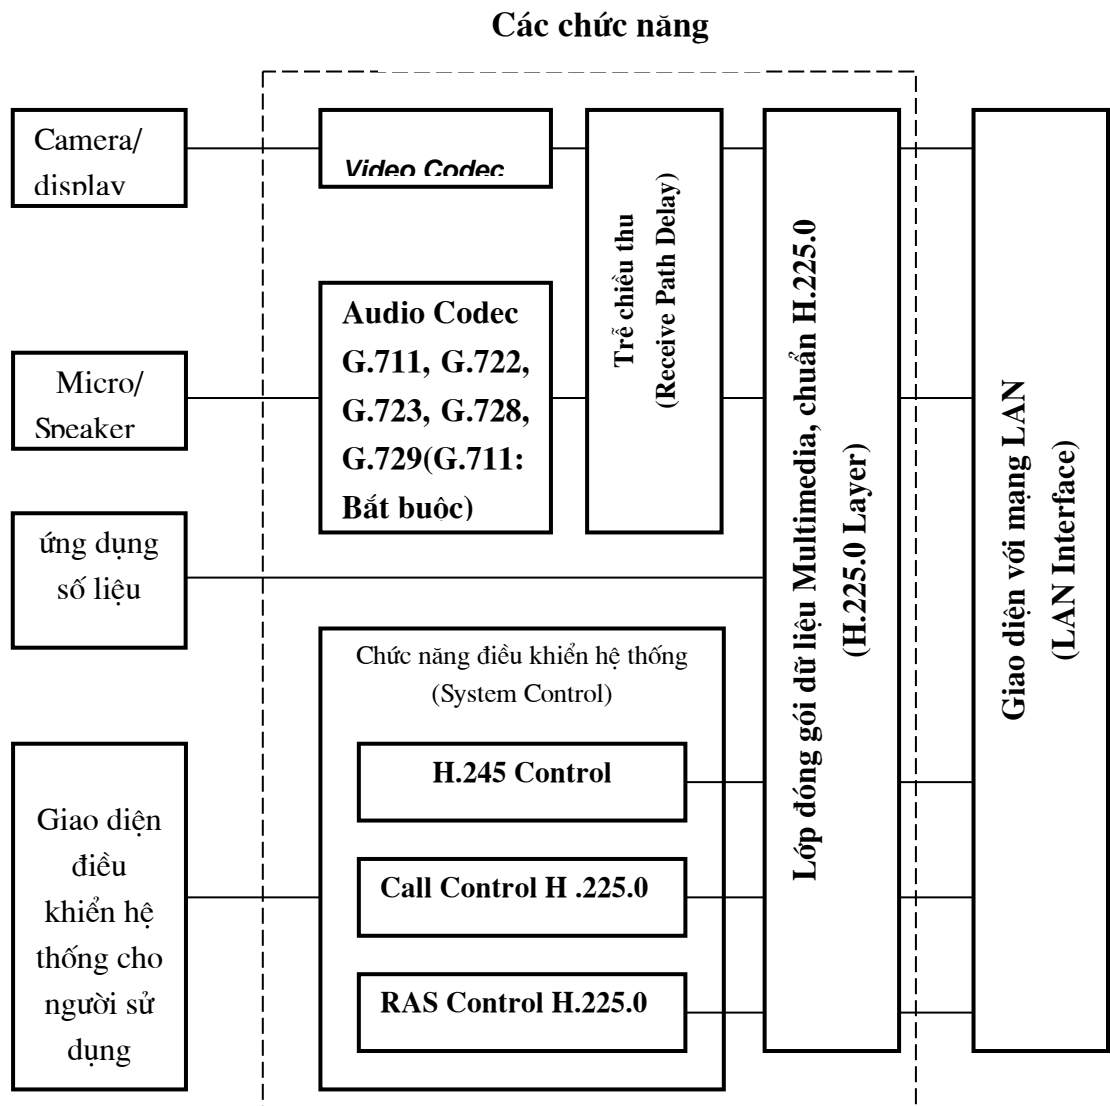 Các chức năng
Camera/
display
Video Codec
Trễ chiều thu
(Receive Path Delay)
Lớp đóng gói dữ liệu Multimedia, chuẩn H.225.0
(H.225.0 Layer)
Giao diện với mạng LAN
(LAN Interface)
Audio Codec
G.711, G.722,
G.723, G.728,
G.729(G.711:
Bắt buộc)
Micro/
Speaker
ứng dụng
số liệu
Chức năng điều khiển hệ thống
(System Control)
H.245 Control
Call Control H .225.0
RAS Control H.225.0
Giao diện
điều
khiển hệ
thống cho
người sử
dụng